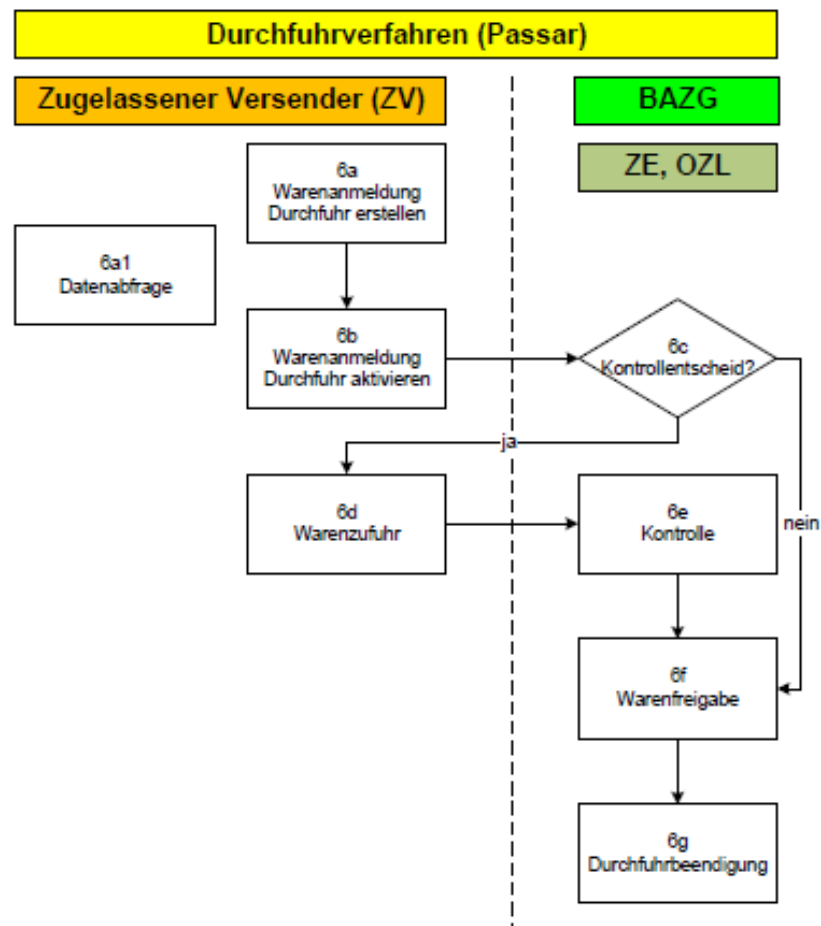 Durchfuhrverfahren (Passar)
Zugelassener Versender (ZV)
BAZG
ZE, OZL
6a
Warenanmeldung
Durchfuhr erstellen
6a1
Datenabfrage
6b
Warenanmeldung
Durchfuhr aktivieren
6c
Kontrollentscheid?
ja
nein
6d
Warenzufuhr
6e
Kontrolle
6f
Warenfreigabe
6g
Durchfuhrbeendigung